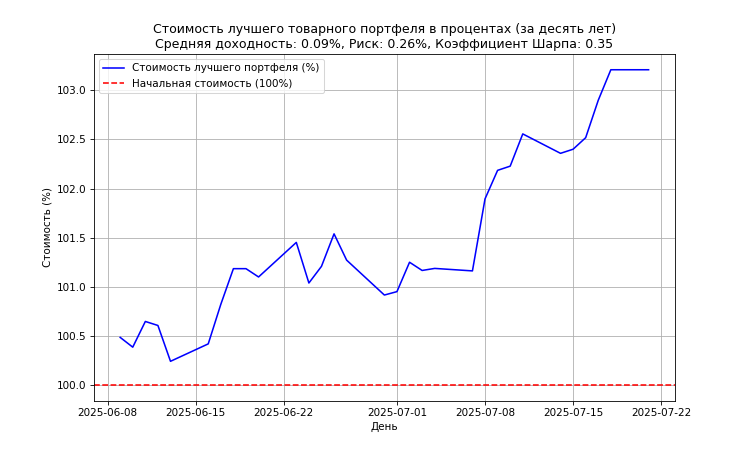 Стоимость лучшего товарного портфеля в процентах (за десять лет)
Средняя доходность: 0.09%, Риск: 0.26%, Коэффициент Шарпа: 0.35
Стоимость лучшего портфеля (%)
Начальная стоимость (100%)
Стоимость (%)
103.0
102.5
102.0
101.5
101.0
100.5
100.0
2025-06-08
2025-06-15
2025-06-22
2025-07-01
2025-07-08
2025-07-15
2025-07-22
День